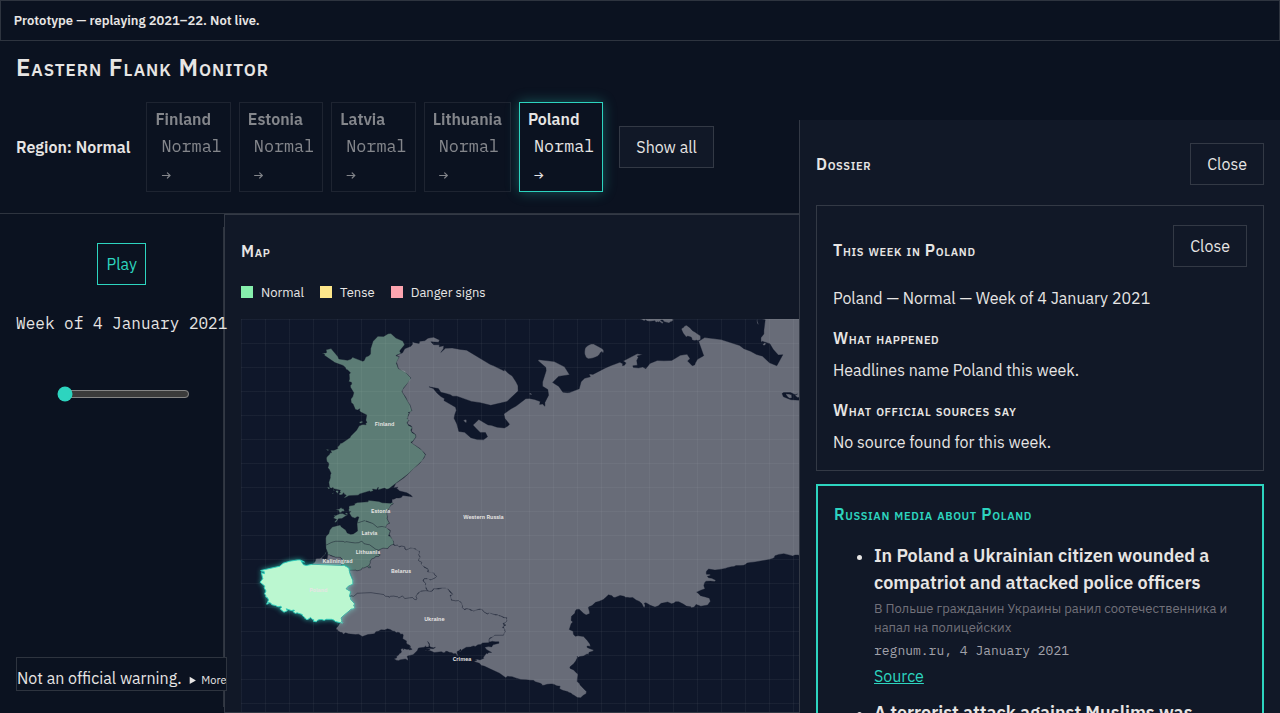 Prototype — replaying 2021–22. Not live.
Eastern Flank Monitor
Region: Normal
Finland
Normal
→
Estonia
Normal
→
Latvia
Normal
→
Lithuania
Normal
→
Poland
Normal
→
Show all
Play
Week of 4 January 2021
Not an official warning. ► More
Map
Normal
Tense
Danger signs
Finland
Estonia
Latvia
Lithuania
Kaliningrad
Belarus
Western Russia
Ukraine
Crimea
Dossier
Close
This week in Poland
Close
Poland — Normal — Week of 4 January 2021
What happened
Headlines name Poland this week.
What official sources say
No source found for this week.
Russian media about Poland
• In Poland a Ukrainian citizen wounded a
compatriot and attacked police officers
В Польше гражданин Украины ранил соотечественника и
напал на полицейских
regnum.ru, 4 January 2021
Source
• A terrorist attack against Muslims was